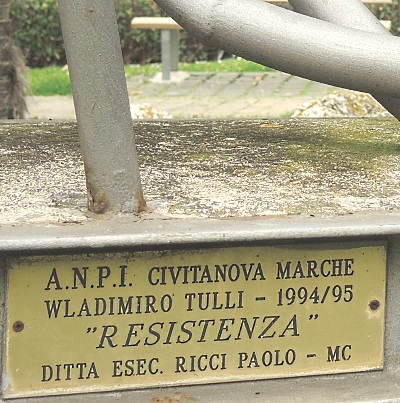 A.N.P.I. CIVITANOVA MARCHE
WLADIMIRO TULLI - 1994/95
"RESISTENZA"
DITTA ESEC. RICCI PAOLO - MC